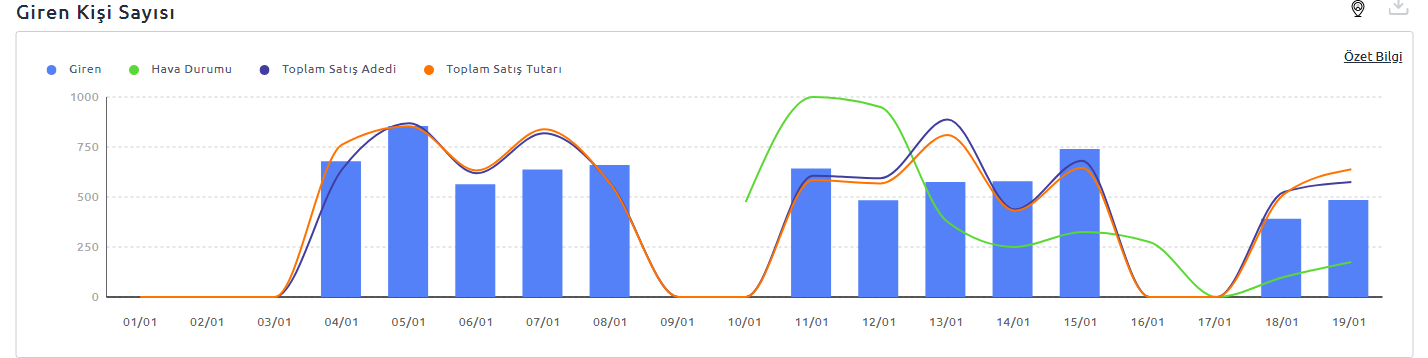 Giren Kişi Sayısı
Özet Bilgi
Giren Hava Durumu Toplam Satış Adedi Toplam Satış Tutarı
1000
750
500
250
0
01/01 02/01 03/01 04/01 05/01 06/01 07/01 08/01 09/01 10/01 11/01 12/01 13/01 14/01 15/01 16/01 17/01 18/01 19/01